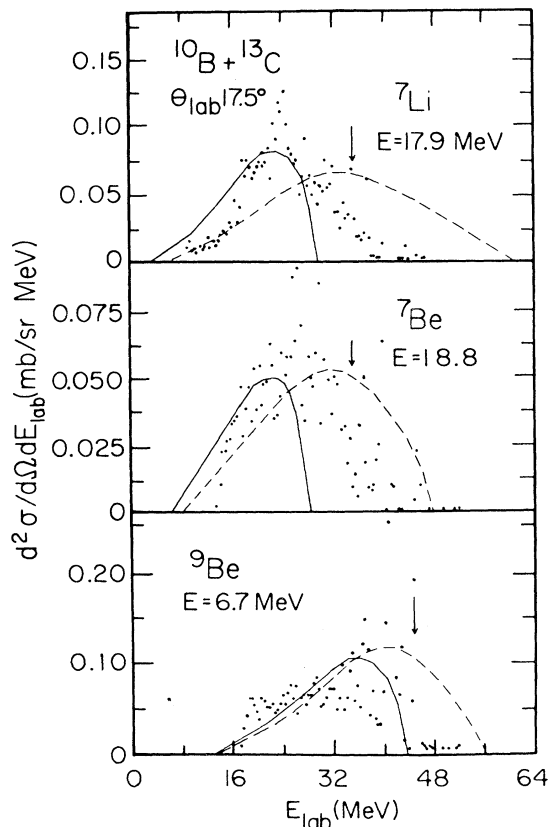 ¹⁰B + ¹³C
θlab 17.5°
⁷Li
E=17.9 MeV
0.15
0.10
0.05
0
⁷Be
E=18.8
0.075
0.050
0.025
0
⁹Be
E=6.7 MeV
0.20
0.10
0
0 16 32 48 64
E_lab (MeV)
d²σ/dΩdE_lab (mb/sr MeV)